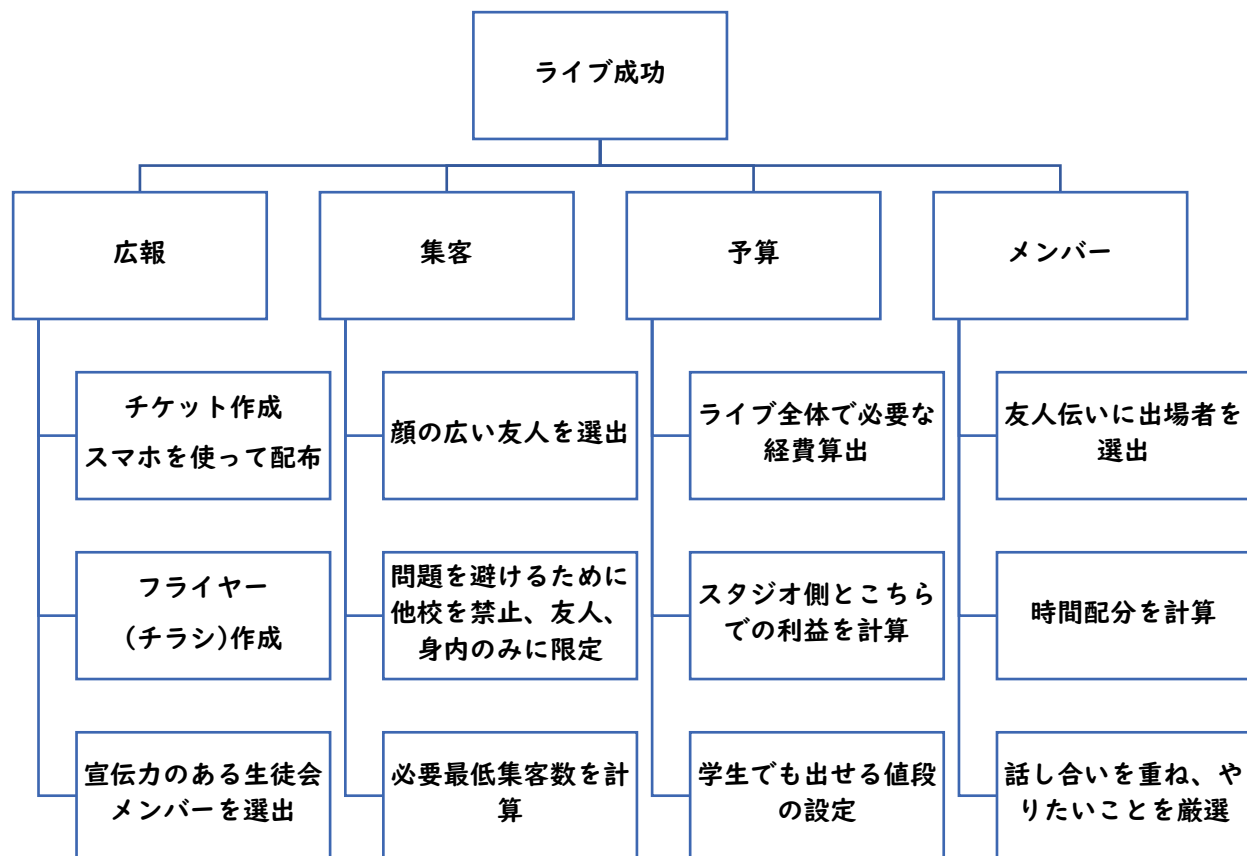 ライブ成功
広報
集客
予算
メンバー
チケット作成
スマホを使って配布
顔の広い友人を選出
ライブ全体で必要な
経費算出
友人伝いに出場者を
選出
フライヤー
(チラシ)作成
問題を避けるために
他校を禁止、友人、
身内のみに限定
スタジオ側とこちら
での利益を計算
時間配分を計算
宣伝力のある生徒会
メンバーを選出
必要最低集客数を計
算
学生でも出せる値段
の設定
話し合いを重ね、や
りたいことを厳選